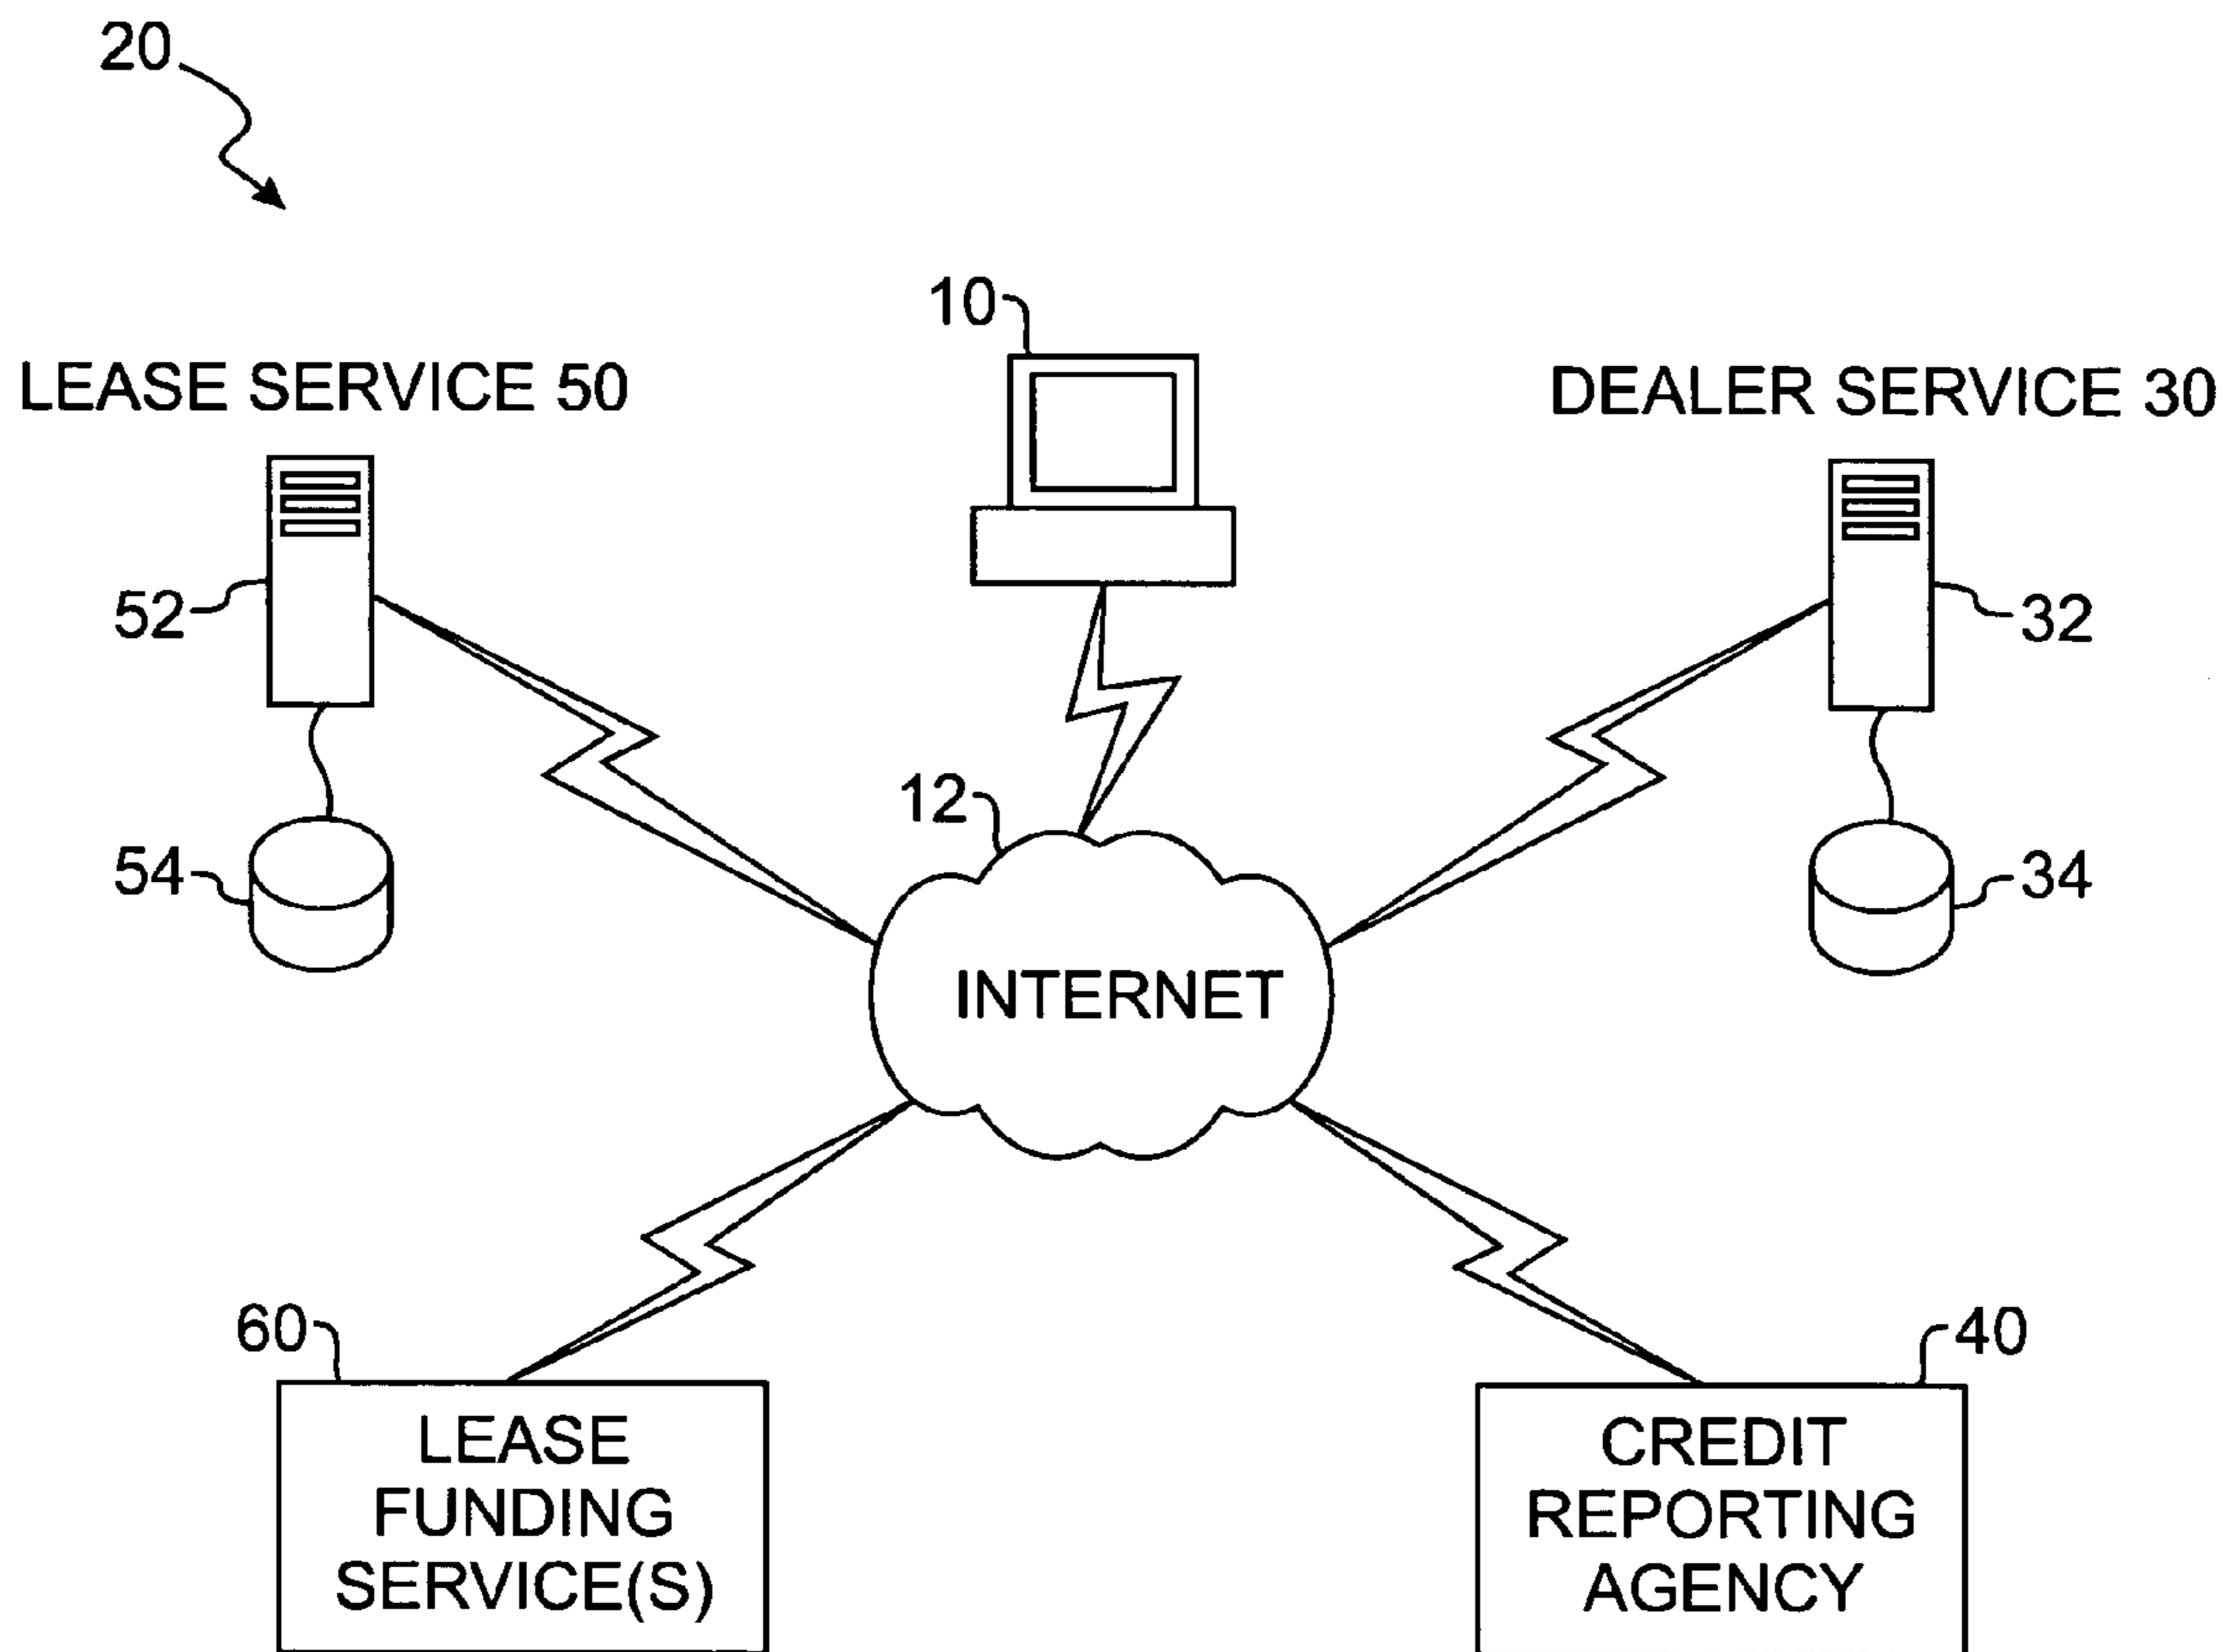 20
10
LEASE SERVICE 50
DEALER SERVICE 30
52
32
12
54
34
INTERNET
60
40
LEASE
FUNDING
SERVICE(S)
CREDIT
REPORTING
AGENCY